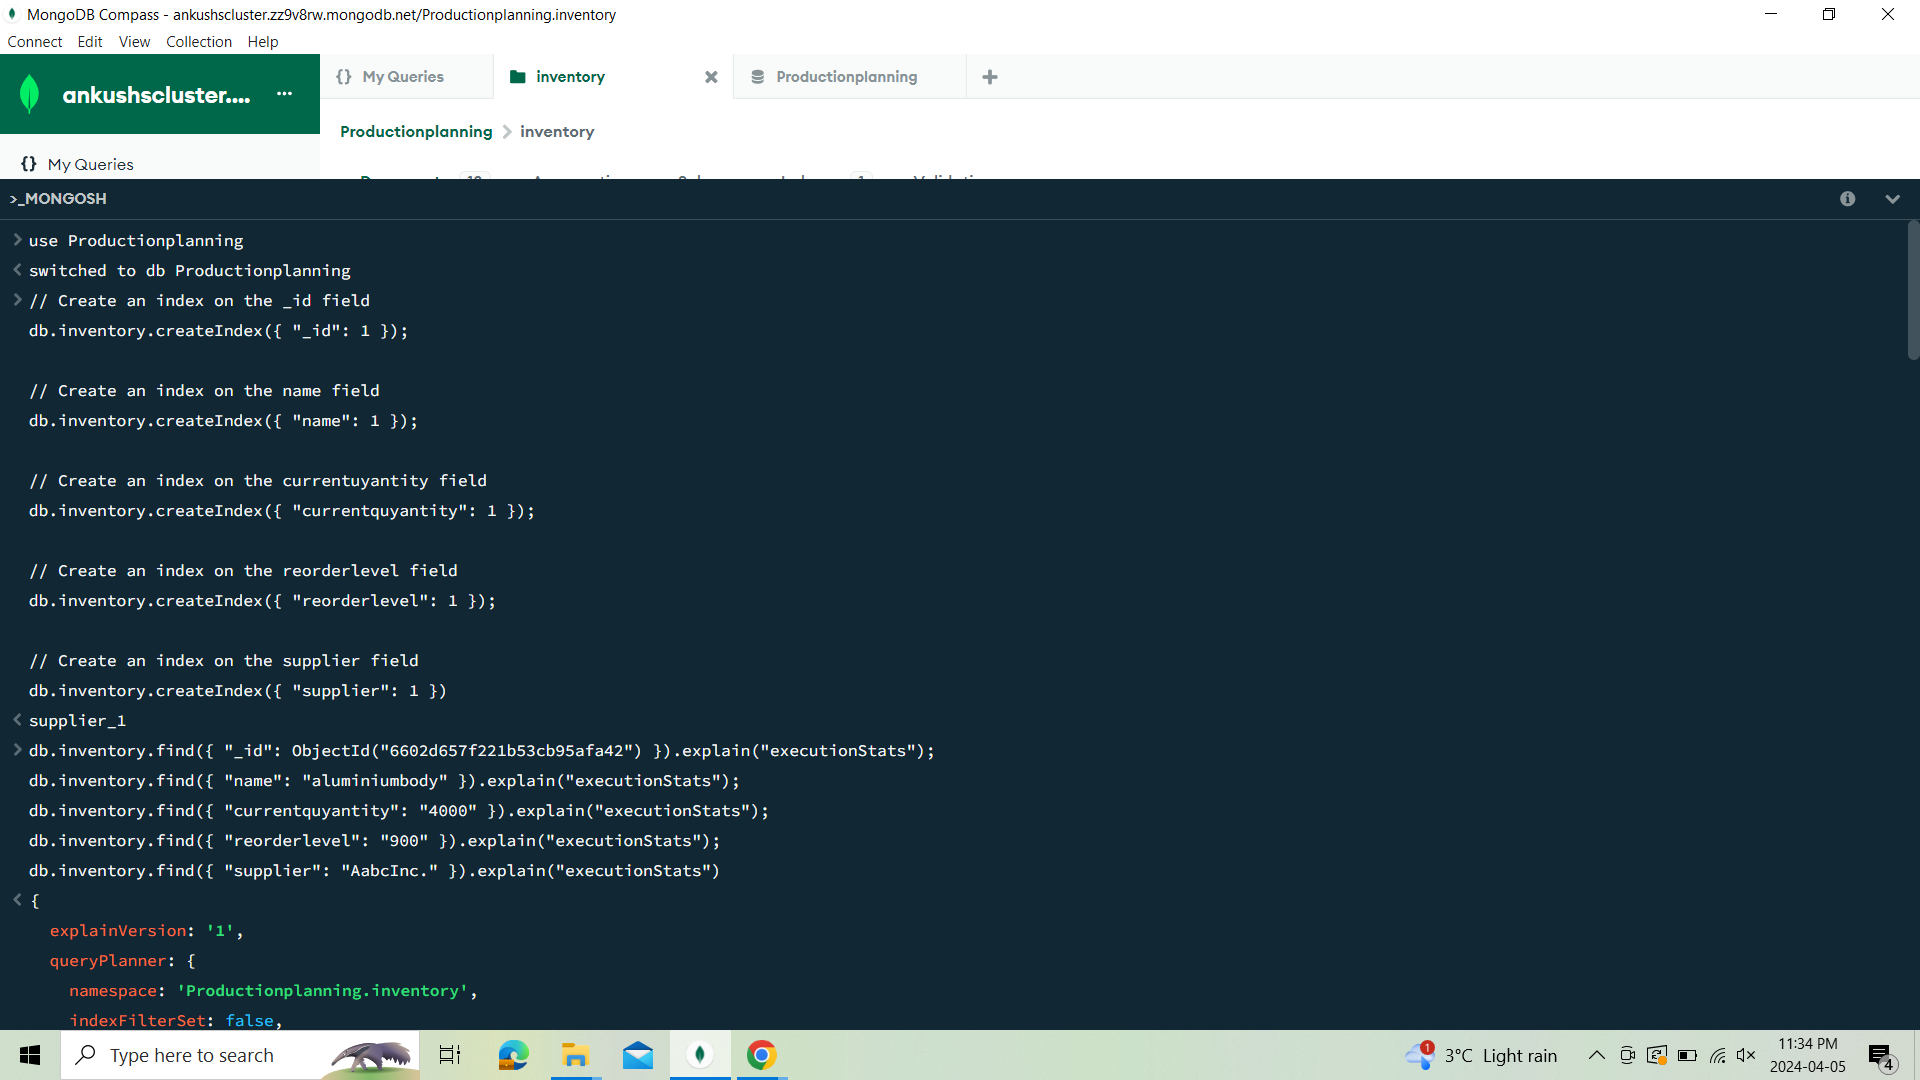 MongoDB Compass - ankushscluster.zz9v8rw.mongodb.net/Productionplanning.inventory
Connect Edit View Collection Help
ankushscluster.... ...
{} My Queries
inventory
Productionplanning
Productionplanning > inventory
{} My Queries
>_MONGOSH
> use Productionplanning
< switched to db Productionplanning
> // Create an index on the _id field
db.inventory.createIndex({ "_id": 1 });
// Create an index on the name field
db.inventory.createIndex({ "name": 1 });
// Create an index on the currentuyantity field
db.inventory.createIndex({ "currentquyantity": 1 });
// Create an index on the reorderlevel field
db.inventory.createIndex({ "reorderlevel": 1 });
// Create an index on the supplier field
db.inventory.createIndex({ "supplier": 1 })
< supplier_1
> db.inventory.find({ "_id": ObjectId("6602d657f221b53cb95afa42") }).explain("executionStats");
db.inventory.find({ "name": "aluminiumbody" }).explain("executionStats");
db.inventory.find({ "currentquyantity": "4000" }).explain("executionStats");
db.inventory.find({ "reorderlevel": "900" }).explain("executionStats");
db.inventory.find({ "supplier": "AabcInc." }).explain("executionStats")
< {
explainVersion: '1',
queryPlanner: {
namespace: 'Productionplanning.inventory',
indexFilterSet: false,
Type here to search
1
3°C Light rain
11:34 PM
2024-04-05
4